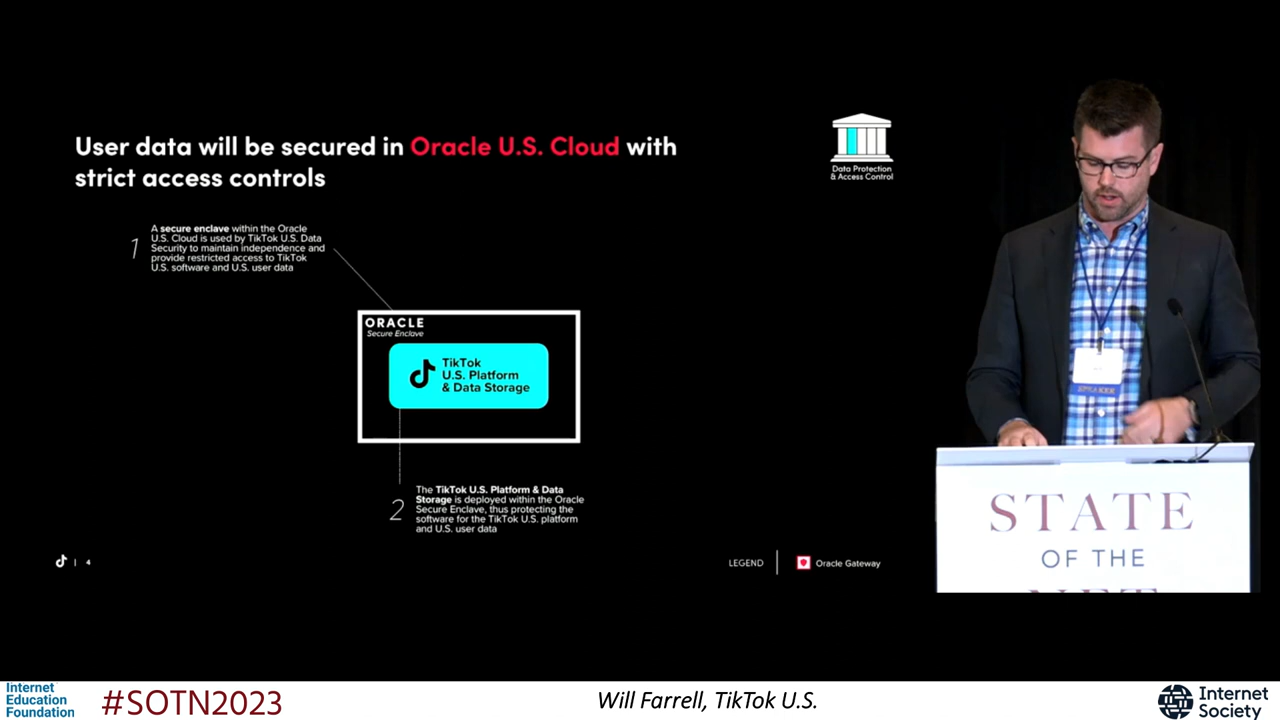 User data will be secured in Oracle U.S. Cloud with
strict access controls
Data Protection
& Access Control
1
A secure enclave within the Oracle
U.S. Cloud is used by TikTok U.S. Data
Security to maintain independence and
provide restricted access to TikTok
U.S. software and U.S. user data
ORACLE
Secure Enclave
TikTok
U.S. Platform
& Data Storage
2
The TikTok U.S. Platform & Data
Storage is deployed within the Oracle
Secure Enclave, thus protecting the
software for the TikTok U.S. platform
and U.S. user data
4
LEGEND
Oracle Gateway
STATE
OF THE
NET
Internet
Education
Foundation
#SOTN2023
Will Farrell, TikTok U.S.
Internet
Society